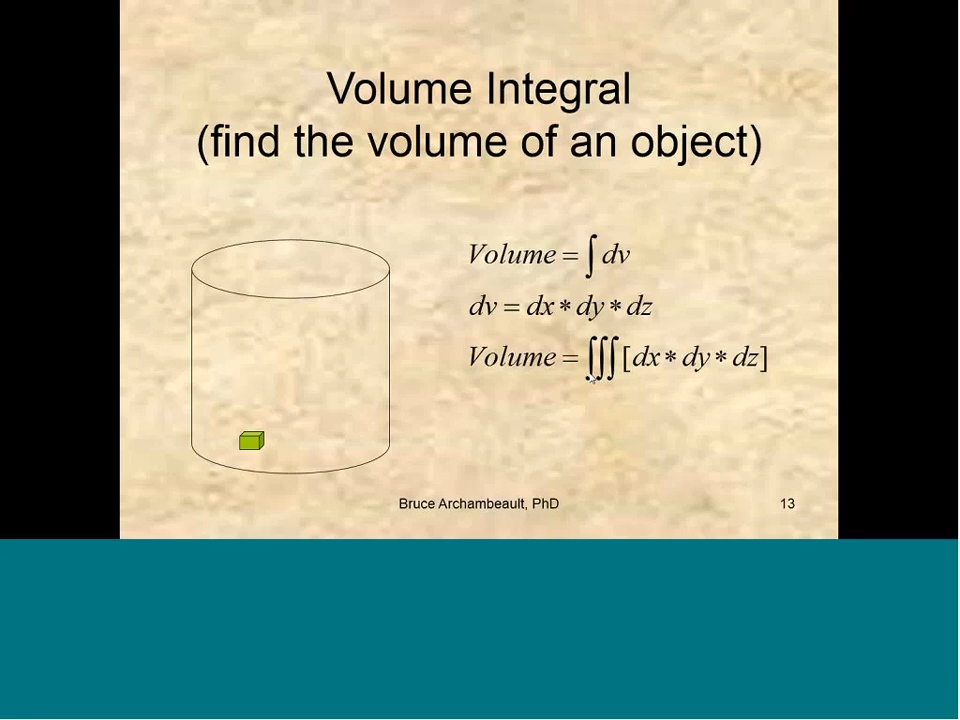 Volume Integral
(find the volume of an object)
Volume = ∫ dv
dv = dx * dy * dz
Volume = ∭ [dx * dy * dz]
Bruce Archambeault, PhD
13